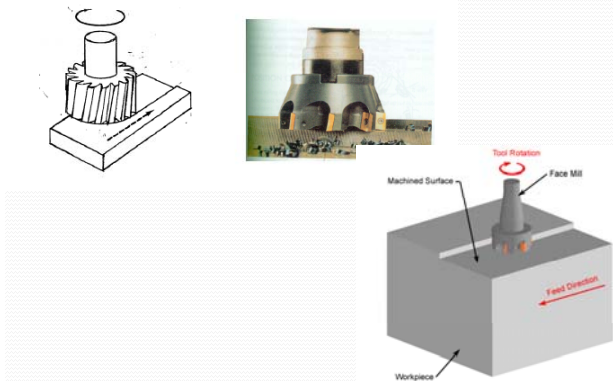 Tool Rotation
Face Mill
Machined Surface
Feed Direction
Workpiece